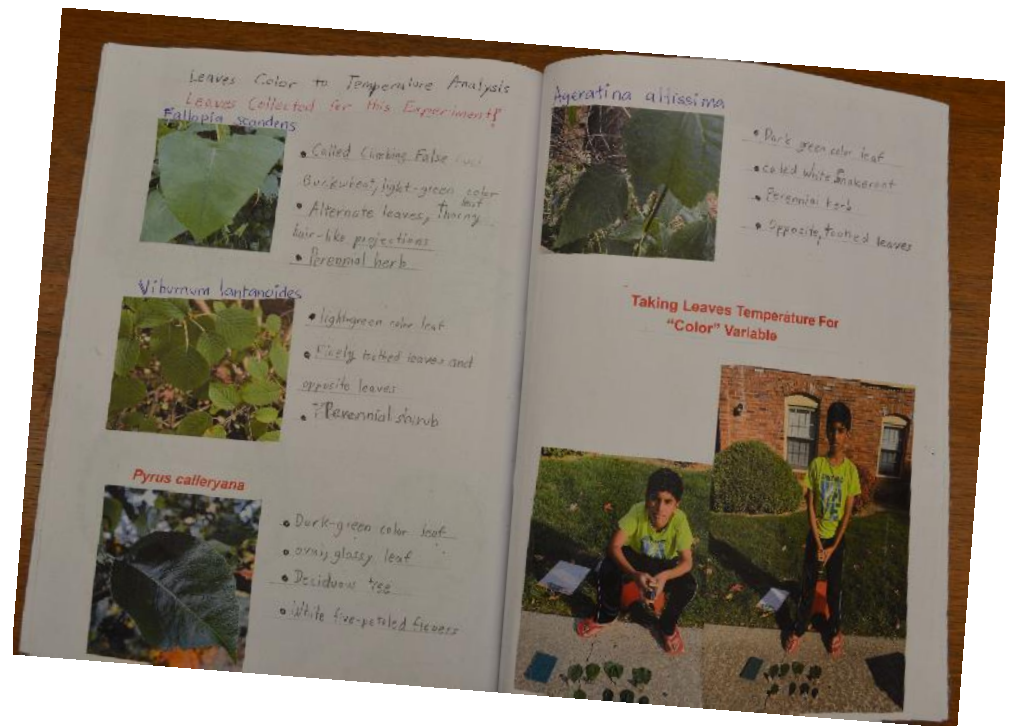 Leaves Color to Temperature Analysis
Leaves Collected for this Experiment!
Fallopia scandens
• Called Climbing False
Buckwheat, light-green color
leaf
• Alternate leaves, thorny
hair-like projections
• Perennial herb
Viburnum lantanoides
• light-green color leaf
• Finely toothed leaves and
opposite leaves
• Perennial shrub
Pyrus calleryana
• Dark-green color leaf
• oval, glossy leaf
• Deciduous tree
• White five-petaled flowers
Ageratina altissima
• Dark green color leaf
• called White Snakeroot
• Perennial herb
• Opposite, toothed leaves
Taking Leaves Temperature For
"Color" Variable